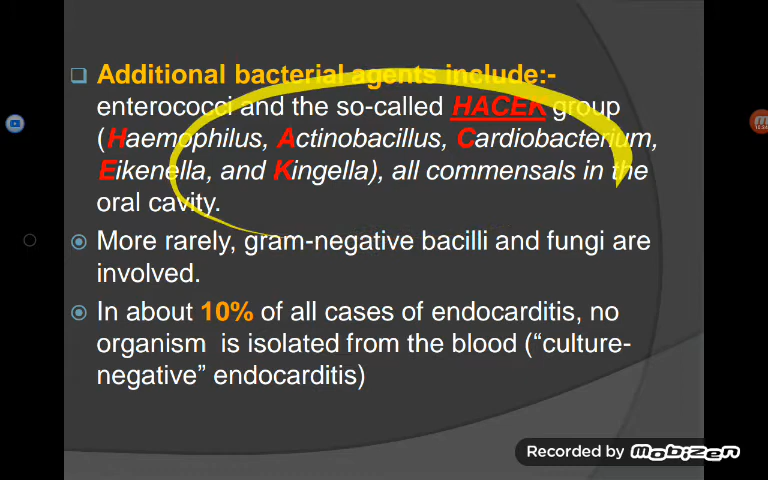 Additional bacterial agents include:-
enterococci and the so-called HACEK group
(Haemophilus, Actinobacillus, Cardiobacterium,
Eikenella, and Kingella), all commensals in the
oral cavity.
More rarely, gram-negative bacilli and fungi are
involved.
In about 10% of all cases of endocarditis, no
organism is isolated from the blood (“culture-
negative” endocarditis)
Recorded by mobizen